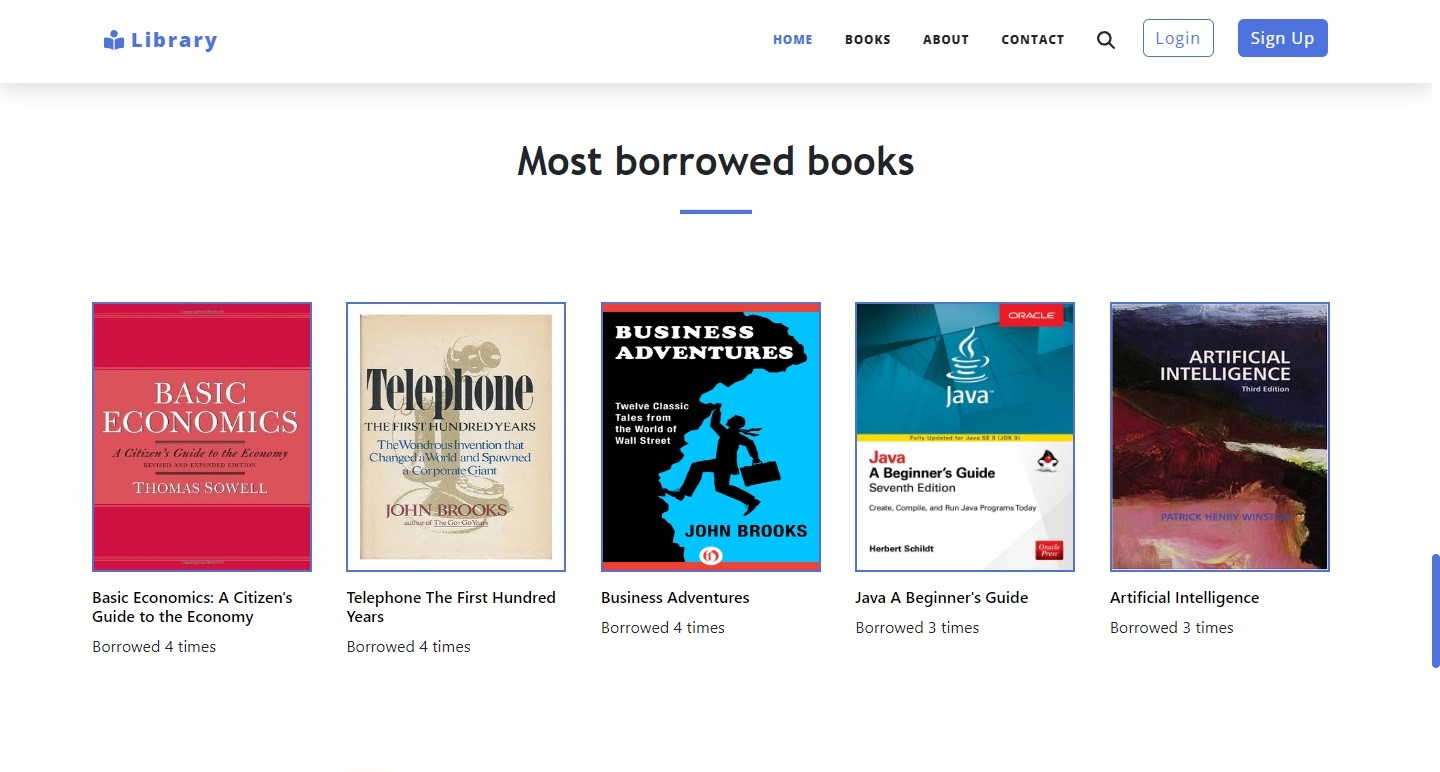 Library
HOME
BOOKS
ABOUT
CONTACT
Login
Sign Up
Most borrowed books
BASIC
ECONOMICS
A Citizen's Guide to the Economy
REVISED AND EXPANDED EDITION
THOMAS SOWELL
Telephone
THE FIRST HUNDRED YEARS
The Wondrous Invention that
Changed a World and Spawned
a Corporate Giant
JOHN BROOKS
author of The Go-Go Years
BUSINESS
ADVENTURES
Twelve Classic
Tales from
the World of
Wall Street
JOHN BROOKS
ORACLE
Java
Fully Updated for Java SE 9 (JDK 9)
Java
A Beginner's Guide
Seventh Edition
Create, Compile, and Run Java Programs Today
Herbert Schildt
Oracle
Press
ARTIFICIAL
INTELLIGENCE
Third Edition
PATRICK HENRY WINSTON
Basic Economics: A Citizen's
Guide to the Economy
Borrowed 4 times
Telephone The First Hundred
Years
Borrowed 4 times
Business Adventures
Borrowed 4 times
Java A Beginner's Guide
Borrowed 3 times
Artificial Intelligence
Borrowed 3 times